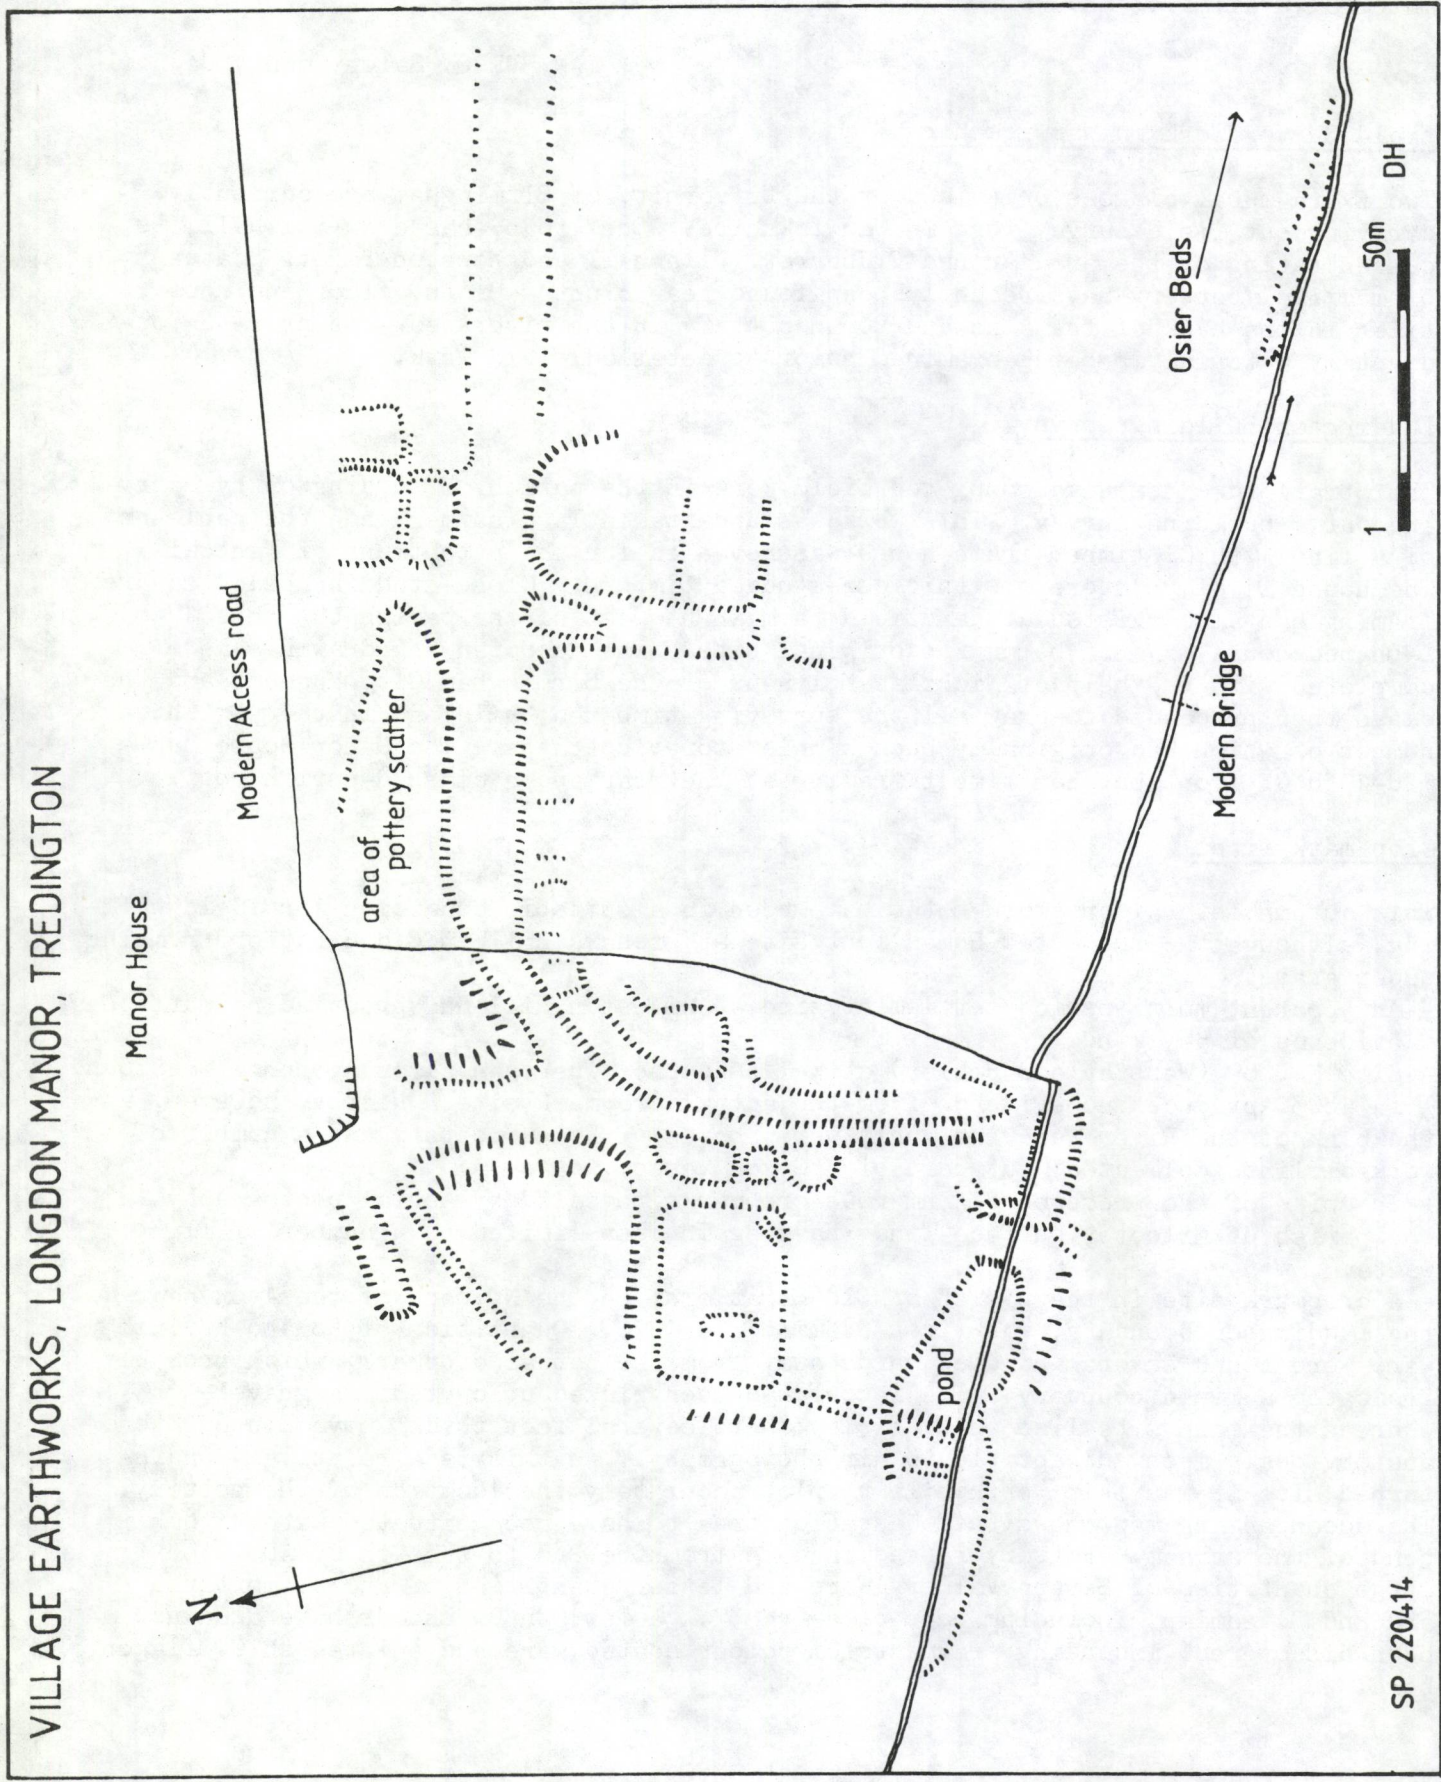 VILLAGE EARTHWORKS, LONGDON MANOR, TREDINGTON
Manor House
Modern Access road
N
area of
pottery scatter
pond
Osier Beds
Modern Bridge
1 50m
SP 220414
DH